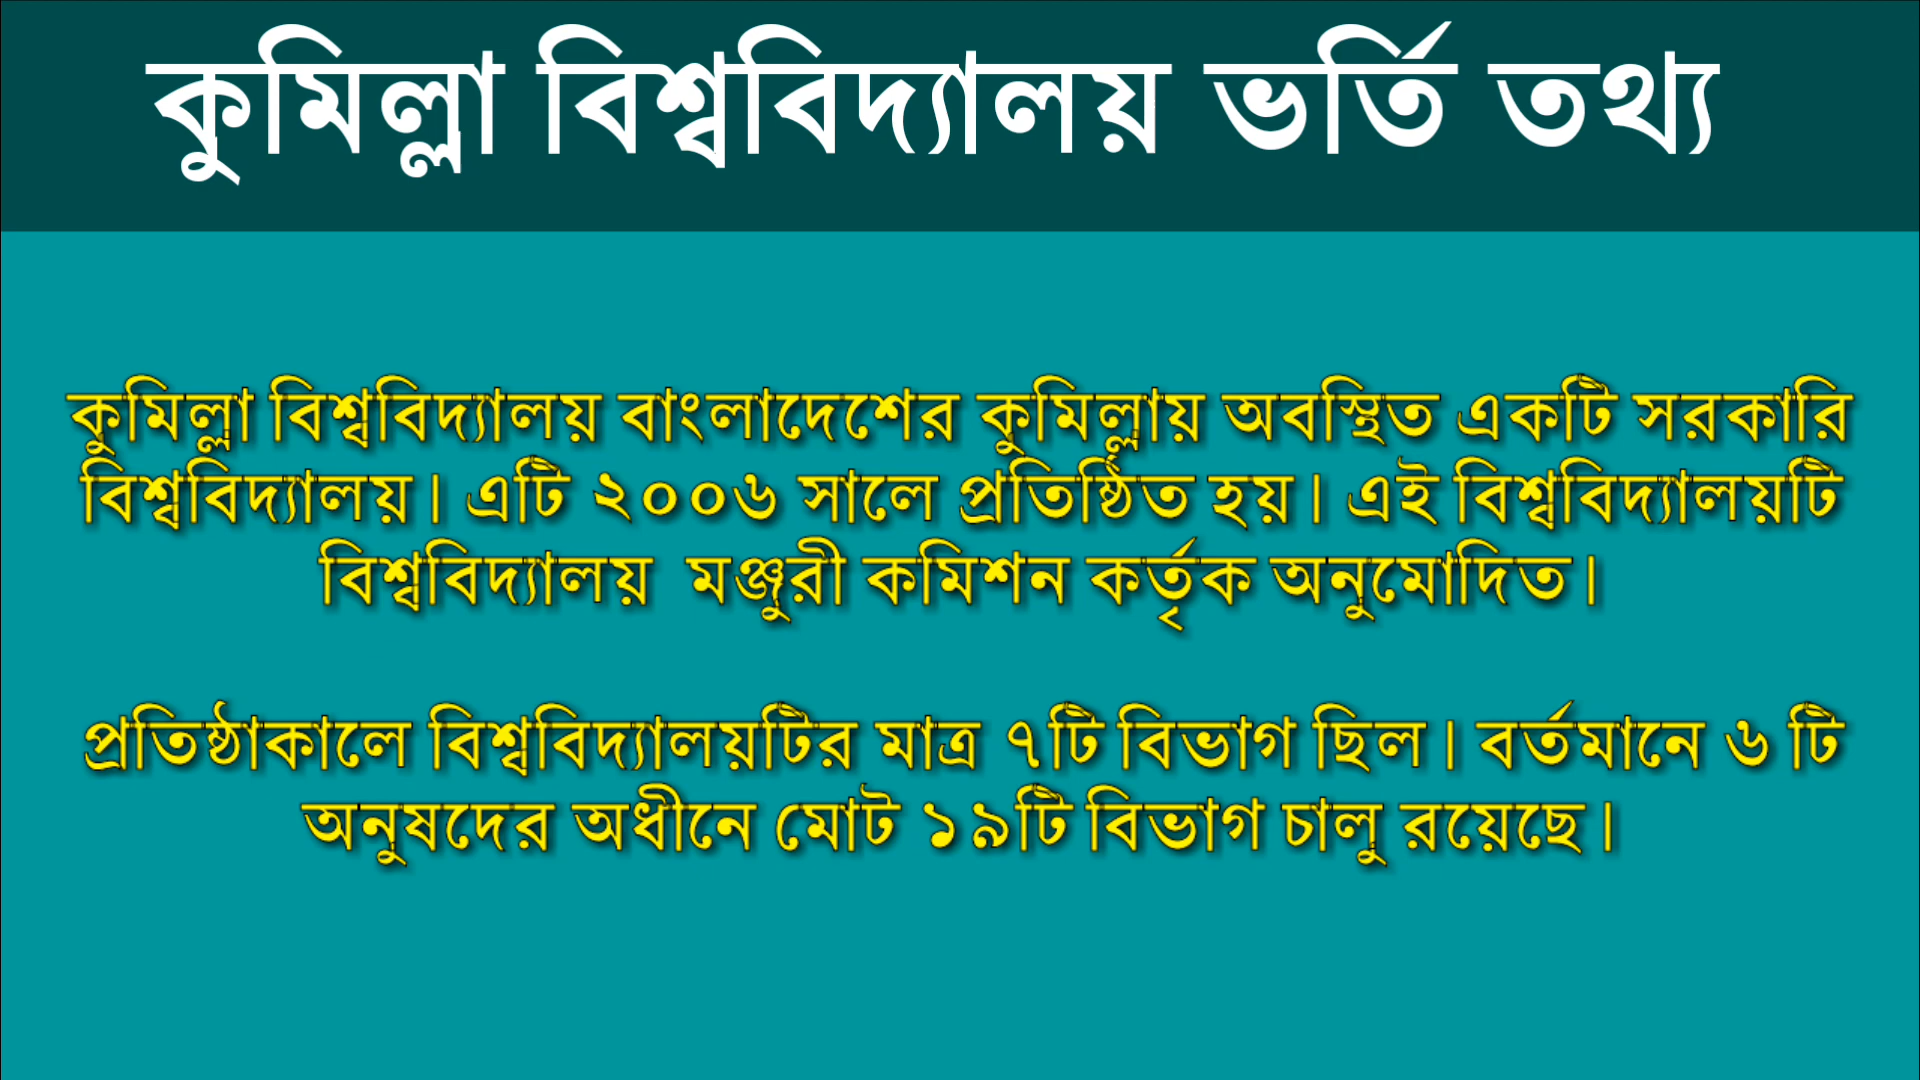 কুমিল্লা বিশ্ববিদ্যালয় ভর্তি তথ্য
কুমিল্লা বিশ্ববিদ্যালয় বাংলাদেশের কুমিল্লায় অবস্থিত একটি সরকারি
বিশ্ববিদ্যালয়। এটি ২০০৬ সালে প্রতিষ্ঠিত হয়। এই বিশ্ববিদ্যালয়টি
বিশ্ববিদ্যালয় মঞ্জুরী কমিশন কর্তৃক অনুমোদিত।
প্রতিষ্ঠাকালে বিশ্ববিদ্যালয়টির মাত্র ৭টি বিভাগ ছিল। বর্তমানে ৬ টি
অনুষদের অধীনে মোট ১৯টি বিভাগ চালু রয়েছে।